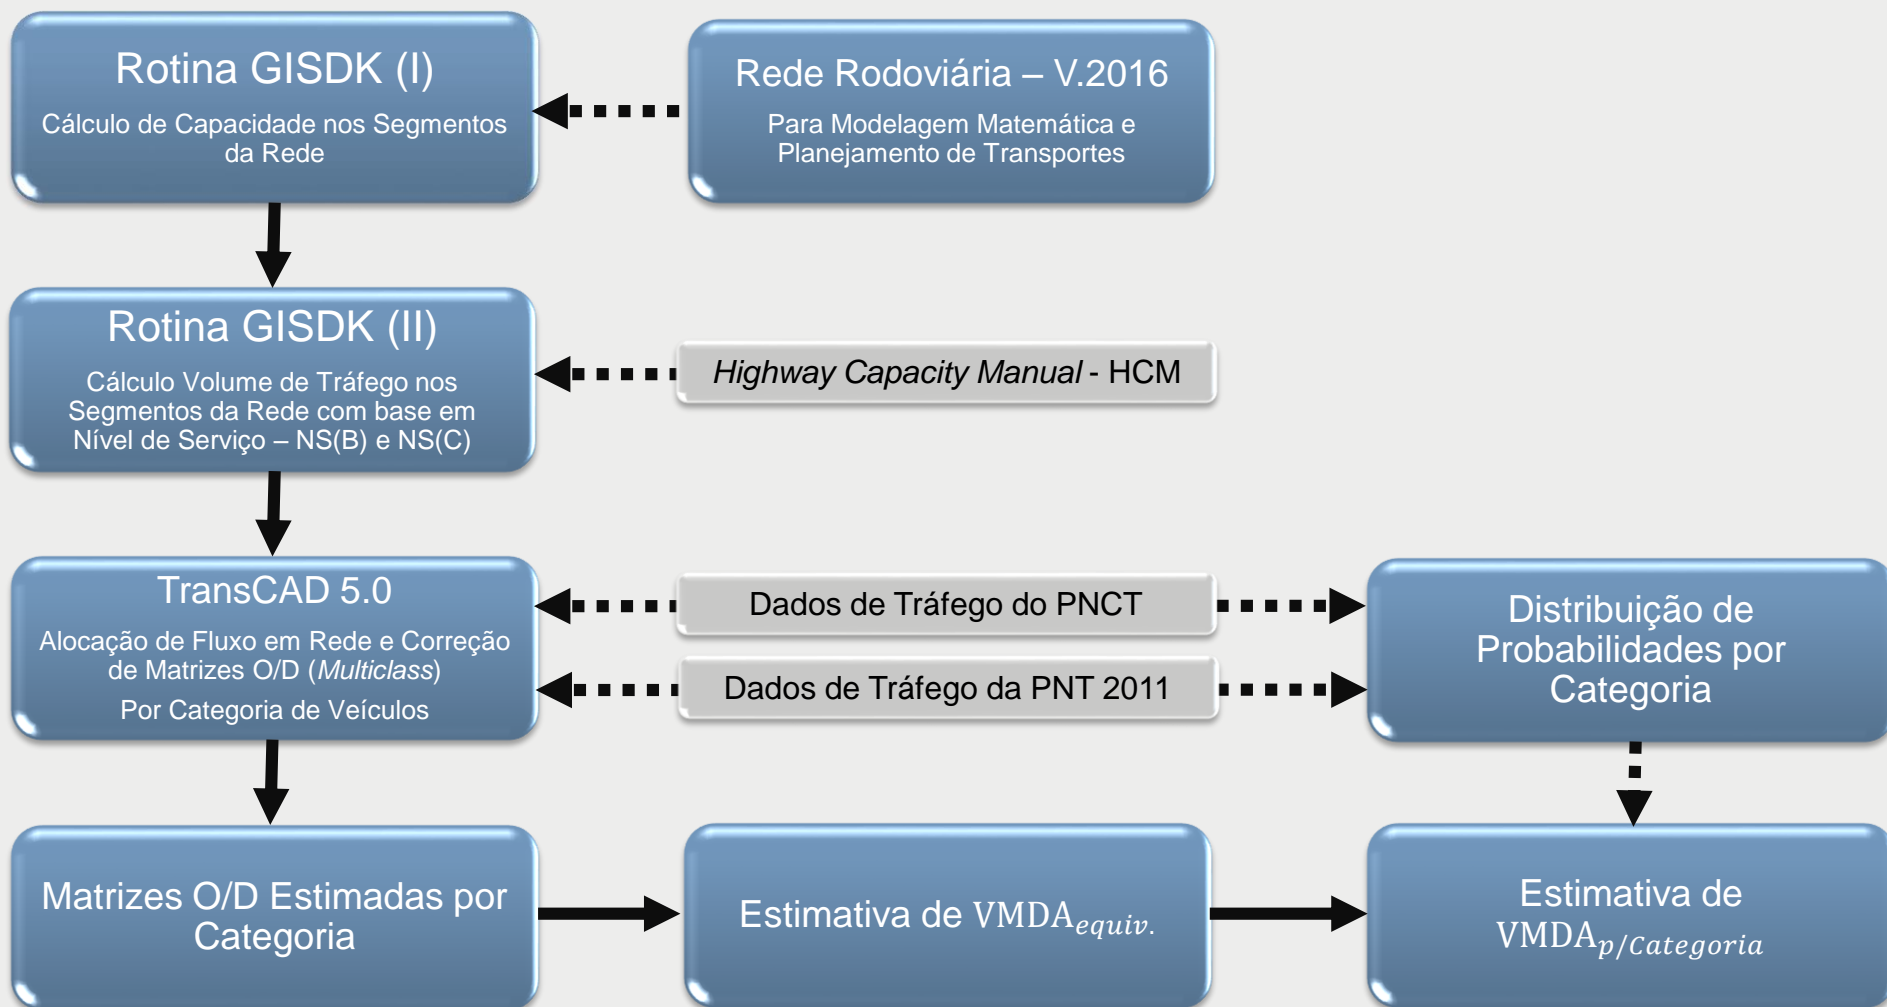 Rotina GISDK (I)
Cálculo de Capacidade nos Segmentos
da Rede
Rede Rodoviária – V.2016
Para Modelagem Matemática e
Planejamento de Transportes
Rotina GISDK (II)
Cálculo Volume de Tráfego nos
Segmentos da Rede com base em
Nível de Serviço – NS(B) e NS(C)
Highway Capacity Manual - HCM
TransCAD 5.0
Alocação de Fluxo em Rede e Correção
de Matrizes O/D (Multiclass)
Por Categoria de Veículos
Dados de Tráfego do PNCT
Dados de Tráfego da PNT 2011
Distribuição de
Probabilidades por
Categoria
Matrizes O/D Estimadas por
Categoria
Estimativa de VMDA equiv.
Estimativa de
VMDA p/Categoria